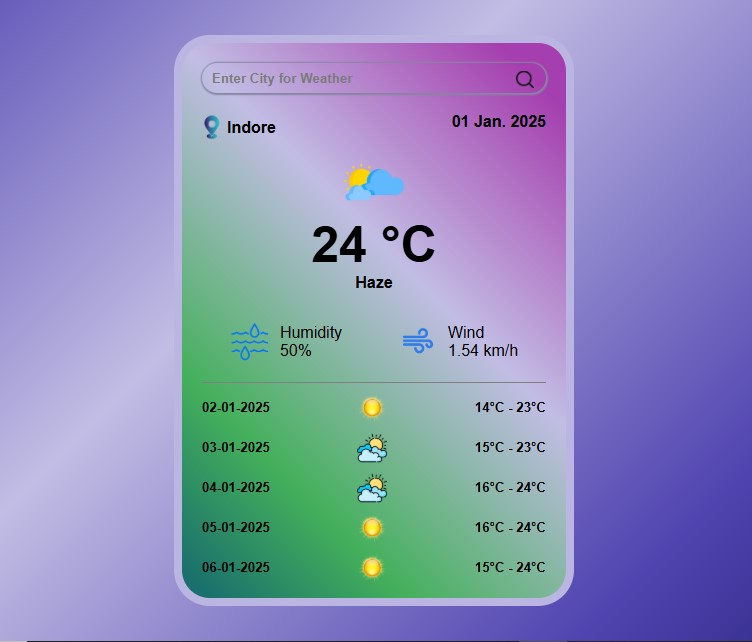 Enter City for Weather
Indore
01 Jan. 2025
24 °C
Haze
Humidity
50%
Wind
1.54 km/h
02-01-2025 14°C - 23°C
03-01-2025 15°C - 23°C
04-01-2025 16°C - 24°C
05-01-2025 16°C - 24°C
06-01-2025 15°C - 24°C